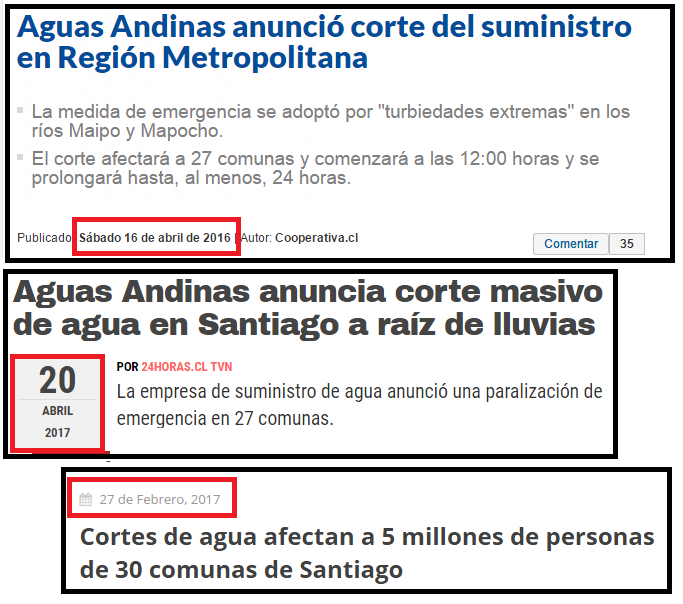 Aguas Andinas anunció corte del suministro
en Región Metropolitana
La medida de emergencia se adoptó por "turbiedades extremas" en los
ríos Maipo y Mapocho.
El corte afectará a 27 comunas y comenzará a las 12:00 horas y se
prolongará hasta, al menos, 24 horas.
Publicado: Sábado 16 de abril de 2016 | Autor: Cooperativa.cl
Comentar 35
Aguas Andinas anuncia corte masivo
de agua en Santiago a raíz de lluvias
20
ABRIL
2017
POR 24HORAS.CL TVN
La empresa de suministro de agua anunció una paralización de
emergencia en 27 comunas.
27 de Febrero, 2017
Cortes de agua afectan a 5 millones de personas
de 30 comunas de Santiago